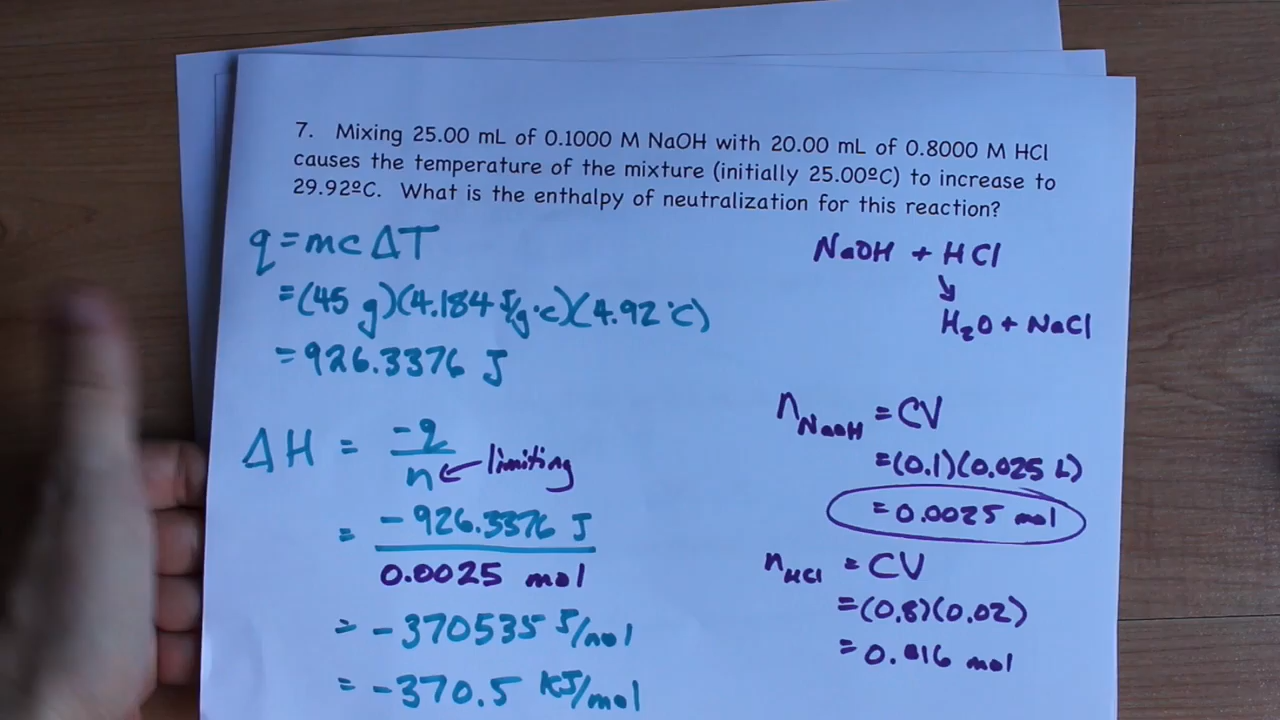 7. Mixing 25.00 mL of 0.1000 M NaOH with 20.00 mL of 0.8000 M HCl
causes the temperature of the mixture (initially 25.00ºC) to increase to
29.92ºC. What is the enthalpy of neutralization for this reaction?
q = mcΔT
= (45 g)(4.184 J/g·°C)(4.92 °C)
= 926.3376 J
ΔH = -q/n ← limiting
= -926.3376 J / 0.0025 mol
= -370535 J/mol
= -370.5 KJ/mol
NaOH + HCl
↓
H₂O + NaCl
n NaOH = CV
= (0.1)(0.025 L)
= 0.0025 mol
n HCl = CV
= (0.8)(0.02)
= 0.016 mol